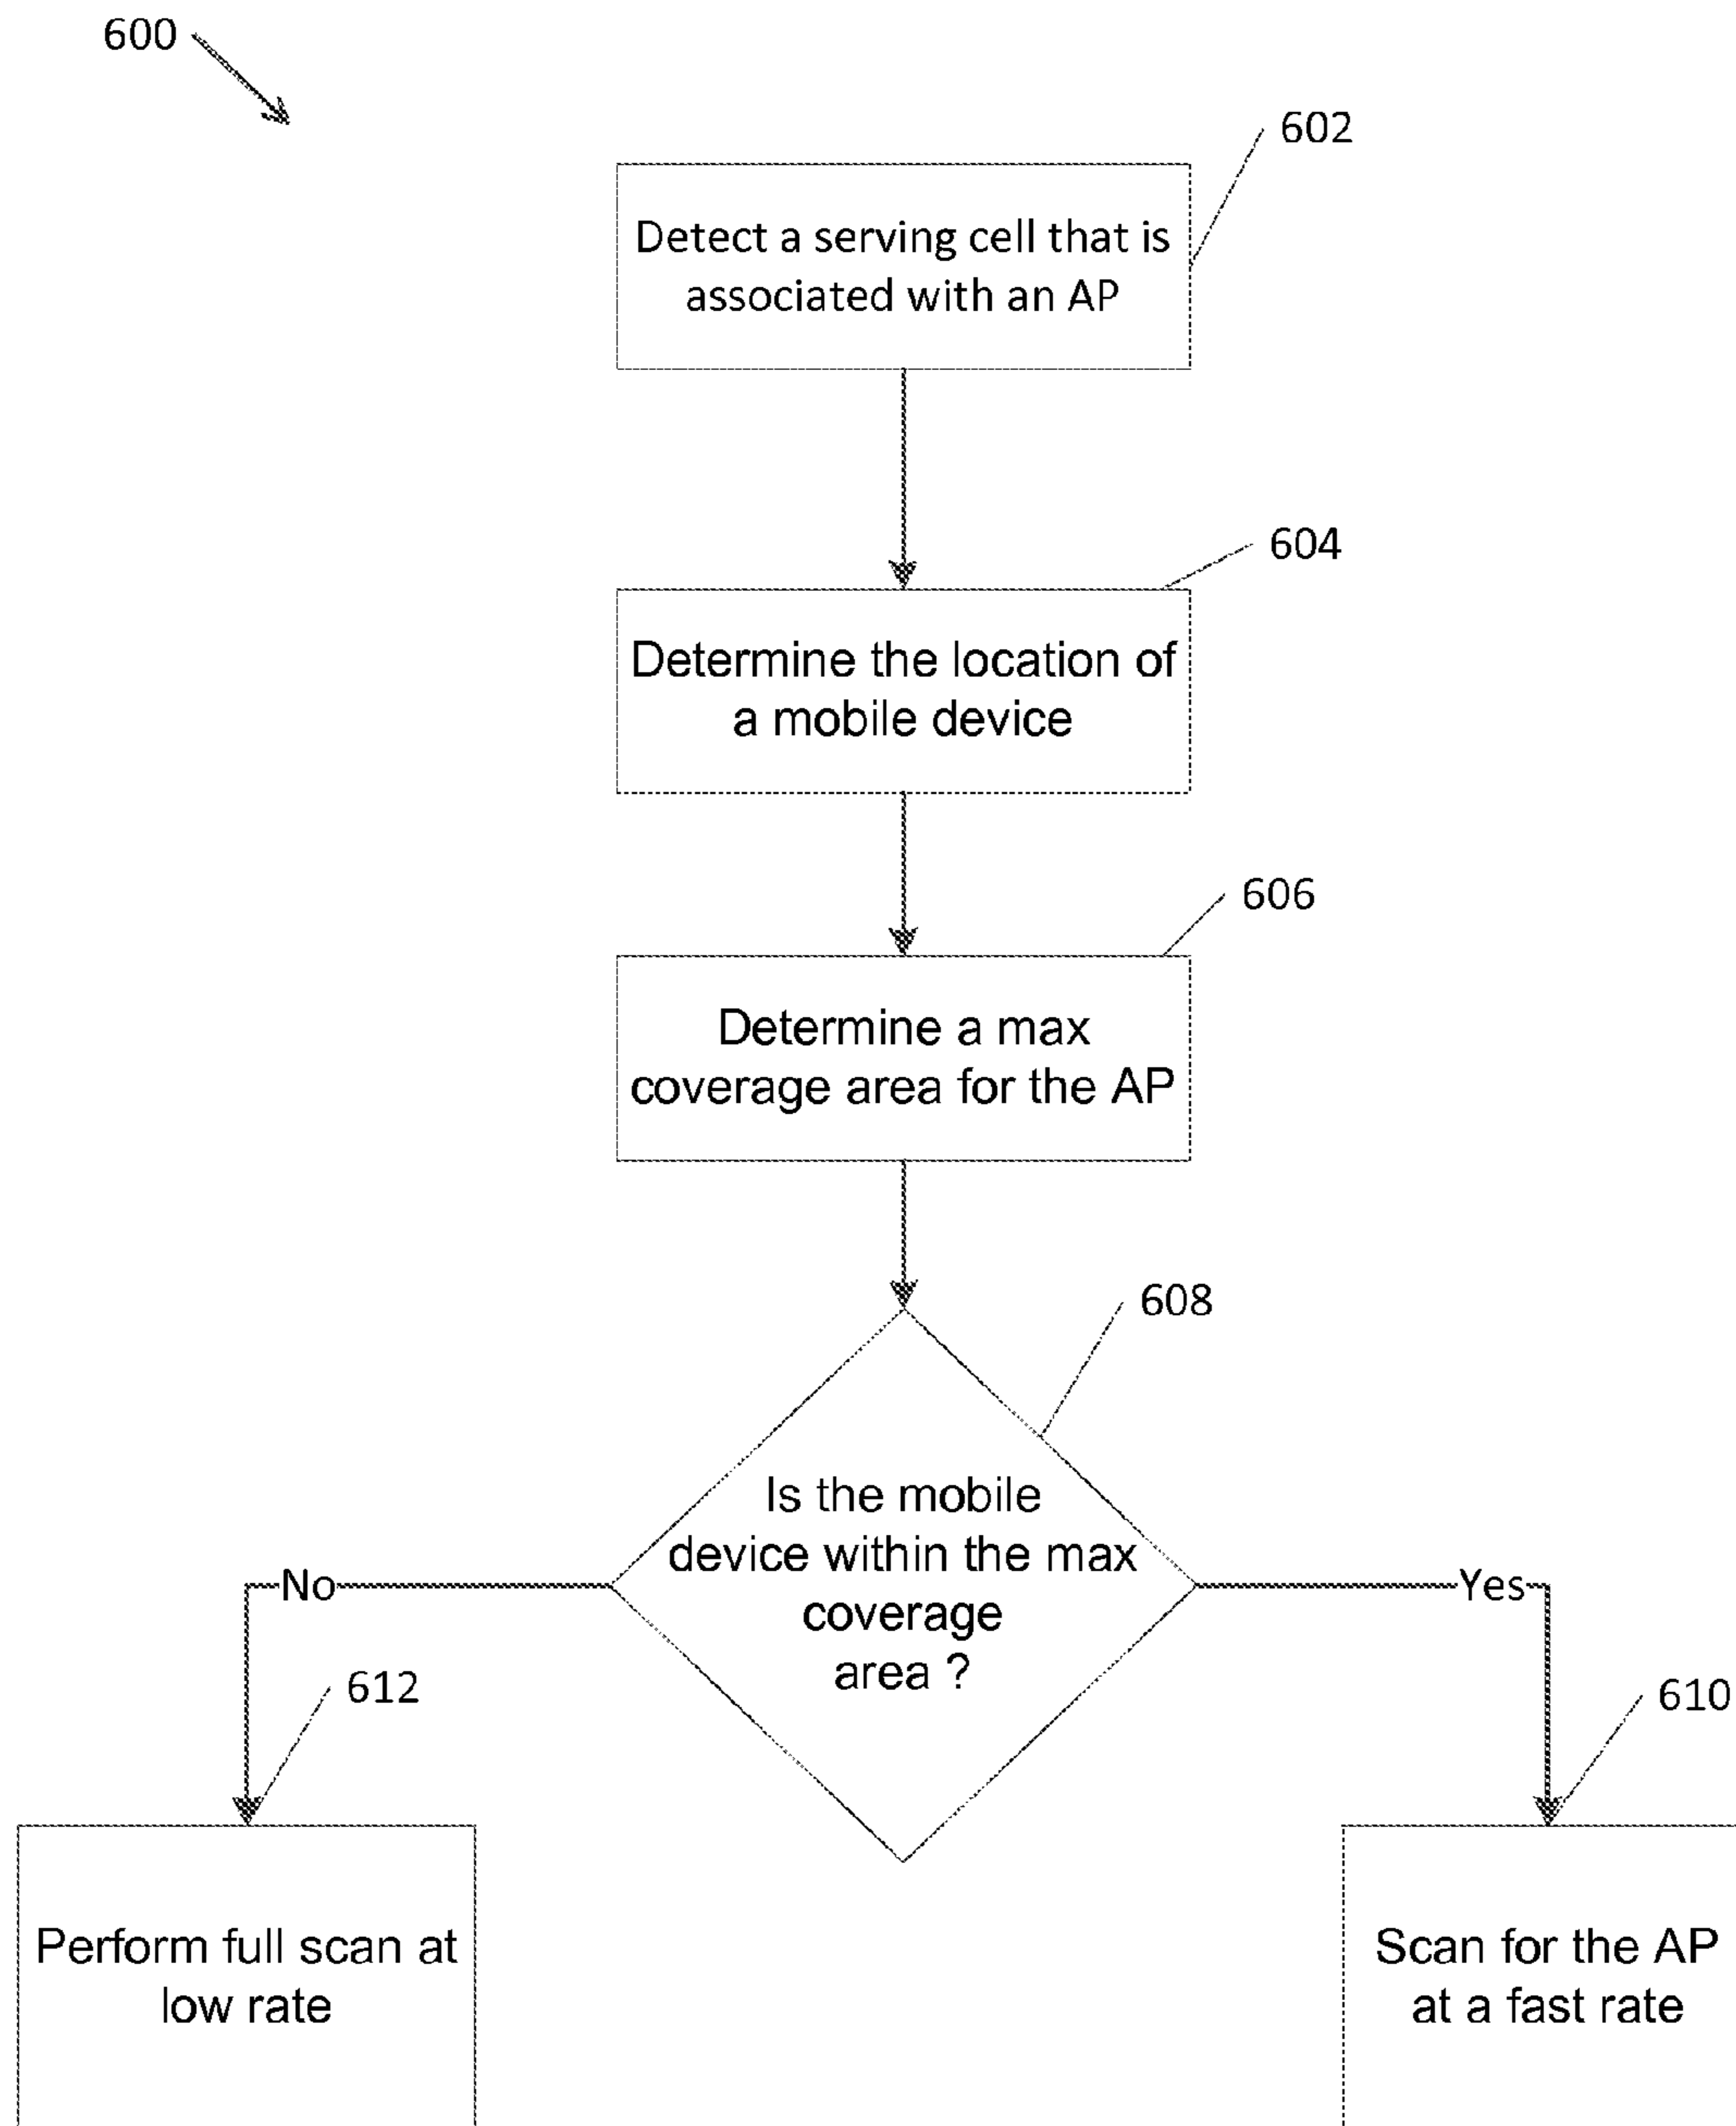 600
602
Detect a serving cell that is
associated with an AP
604
Determine the location of
a mobile device
606
Determine a max
coverage area for the AP
608
Is the mobile
device within the max
coverage
area ?
No
Yes
612
610
Perform full scan at
low rate
Scan for the AP
at a fast rate